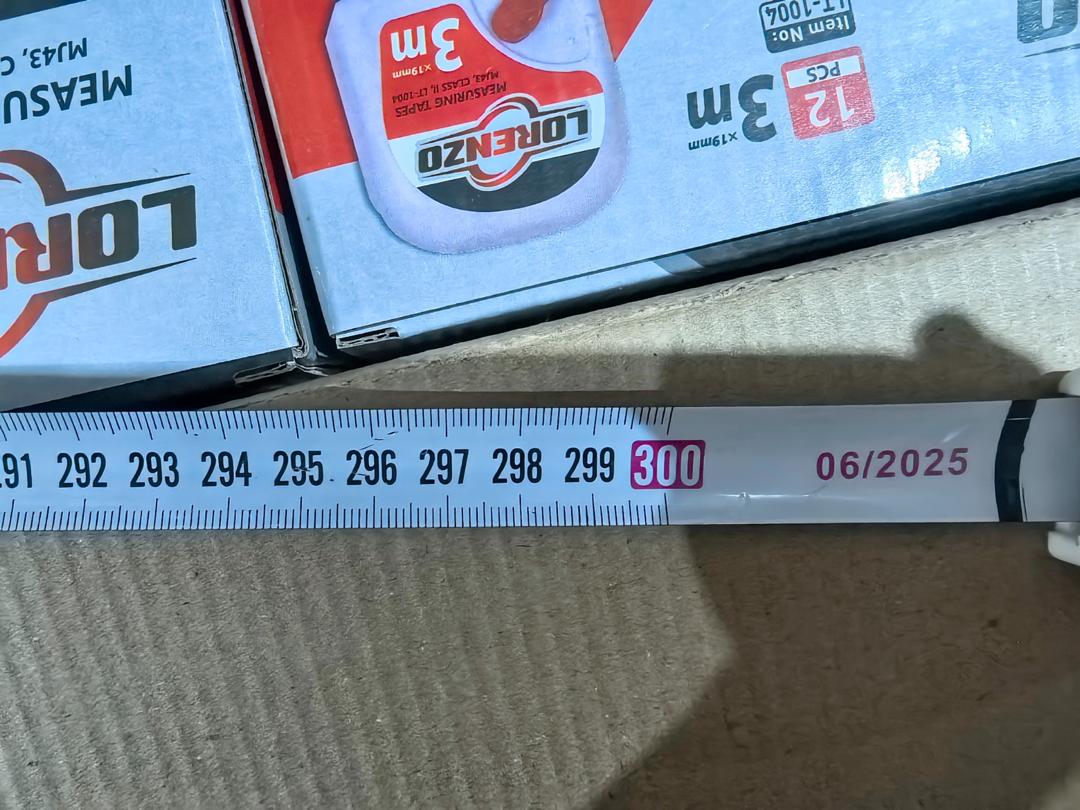 MEASU
MJ43, C
LOR
3m
×19mm
MEASURING TAPES
MJ43, CLASS II, LT-1004
LORENZO
Item No:
LT-1004
12
PCS
3m
×19mm
291 292 293 294 295 296 297 298 299 300
06/2025